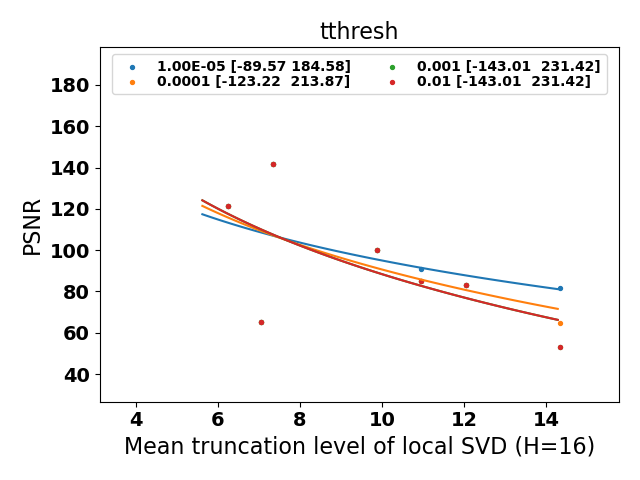 tthresh
1.00E-05 [-89.57 184.58]
0.0001 [-123.22  213.87]
0.001 [-143.01  231.42]
0.01 [-143.01  231.42]
180
160
140
120
100
80
60
40
PSNR
4 6 8 10 12 14
Mean truncation level of local SVD (H=16)